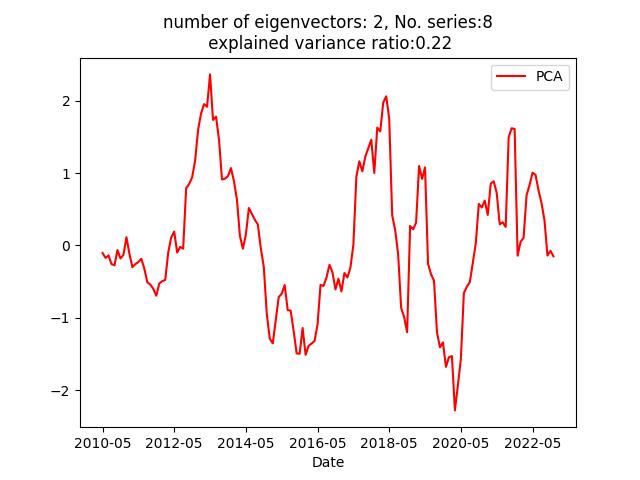 number of eigenvectors: 2, No. series:8
explained variance ratio:0.22
PCA
2
1
0
−1
−2
2010-05 2012-05 2014-05 2016-05 2018-05 2020-05 2022-05
Date